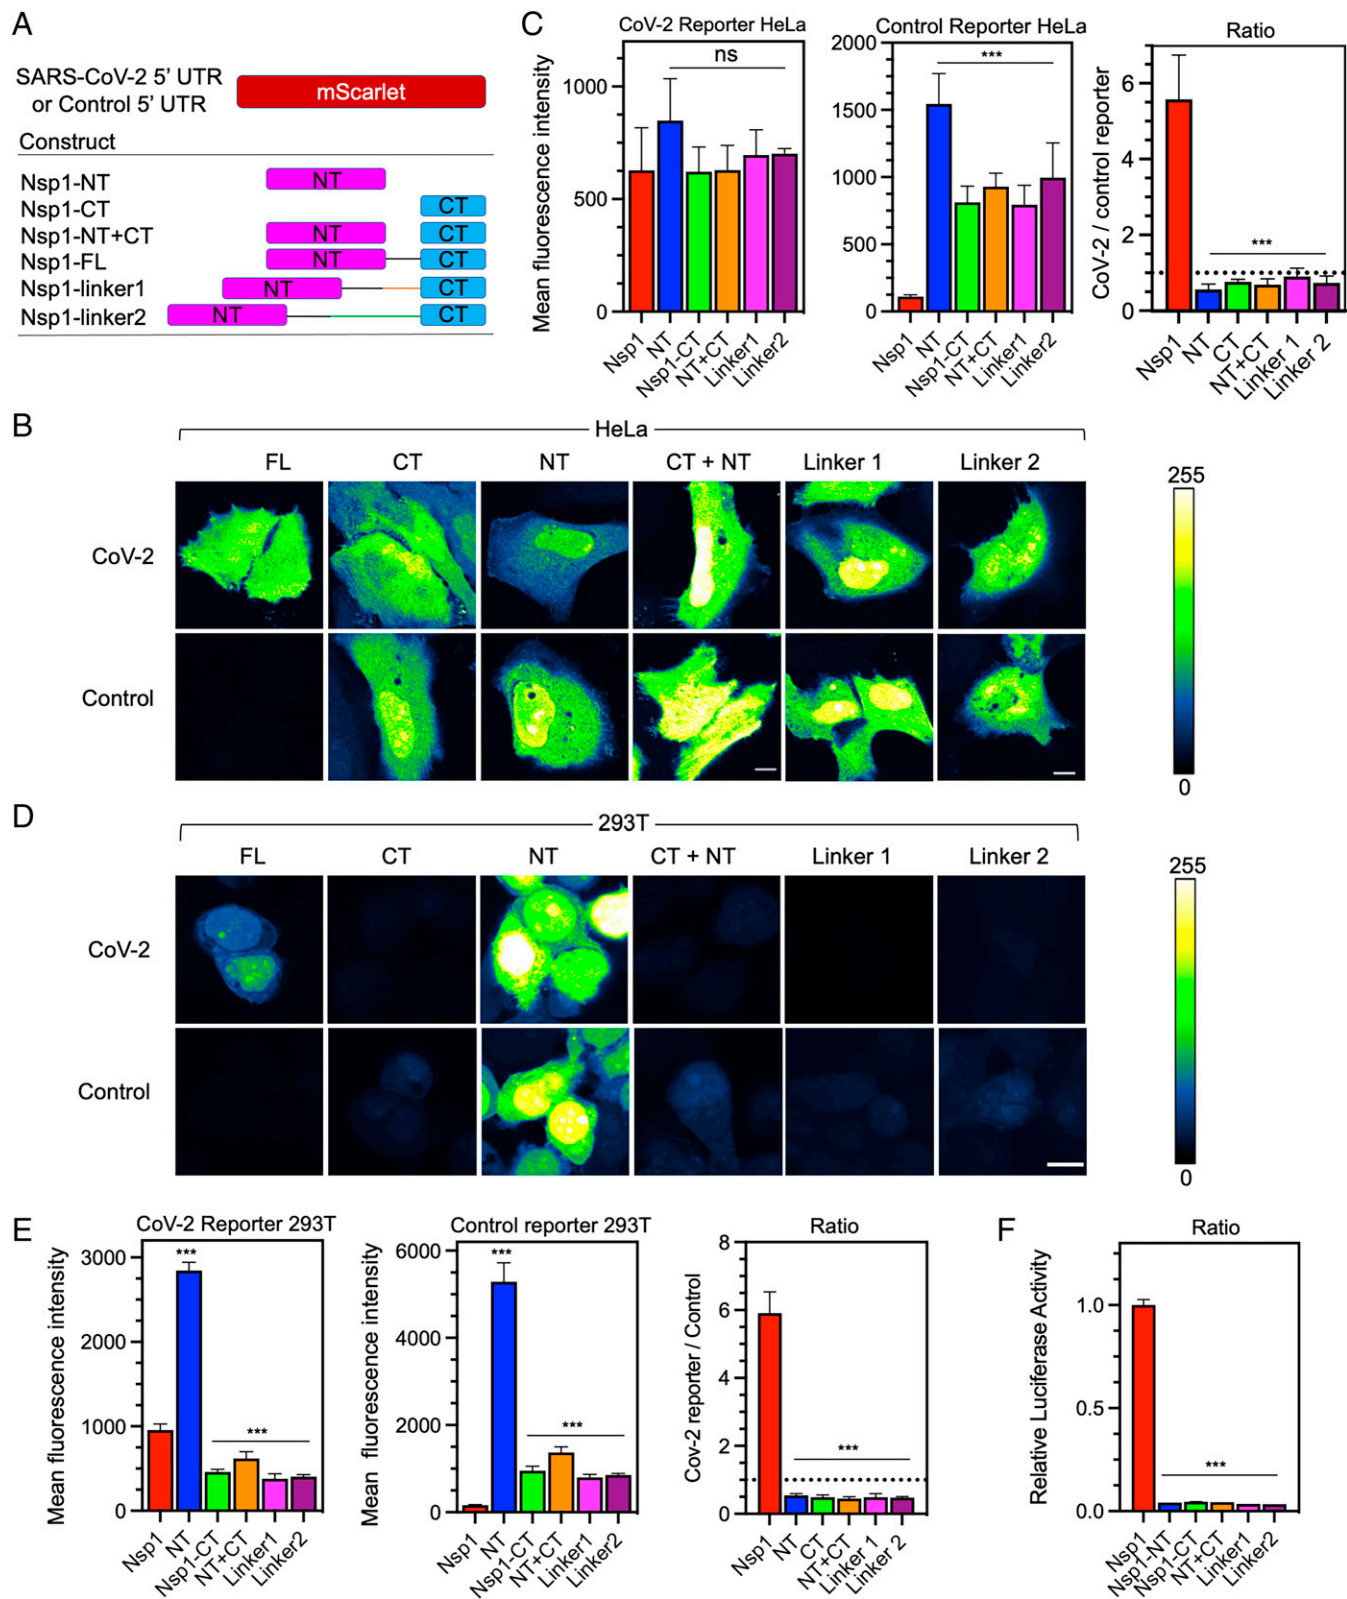 A
SARS-CoV-2 5’ UTR
or Control 5’ UTR
mScarlet
Construct
Nsp1-NT
NT
Nsp1-CT
CT
Nsp1-NT+CT
NT
CT
Nsp1-FL
NT
CT
Nsp1-linker1
NT
CT
Nsp1-linker2
NT
CT
C
CoV-2 Reporter HeLa
Mean fluorescence intensity
1000
500
0
ns
Nsp1
NT
Nsp1-CT
NT+CT
Linker1
Linker2
Control Reporter HeLa
2000
1500
1000
500
0
***
Nsp1
NT
Nsp1-CT
NT+CT
Linker1
Linker2
Ratio
CoV-2 / control reporter
6
4
2
0
***
Nsp1
NT
CT
NT+CT
Linker 1
Linker 2
B
HeLa
FL
CT
NT
CT + NT
Linker 1
Linker 2
CoV-2
Control
255
0
D
293T
FL
CT
NT
CT + NT
Linker 1
Linker 2
CoV-2
Control
255
0
E
CoV-2 Reporter 293T
Mean fluorescence intensity
3000
2000
1000
0
***
***
Nsp1
NT
Nsp1-CT
NT+CT
Linker1
Linker2
Control reporter 293T
Mean fluorescence intensity
6000
4000
2000
0
***
***
Nsp1
NT
Nsp1-CT
NT+CT
Linker1
Linker2
Ratio
Cov-2 reporter / Control
8
6
4
2
0
***
Nsp1
NT
CT
NT+CT
Linker 1
Linker 2
F
Ratio
Relative Luciferase Activity
1.0
0.5
0.0
***
Nsp1
Nsp1-NT
Nsp1-CT
NT+CT
Linker1
Linker2